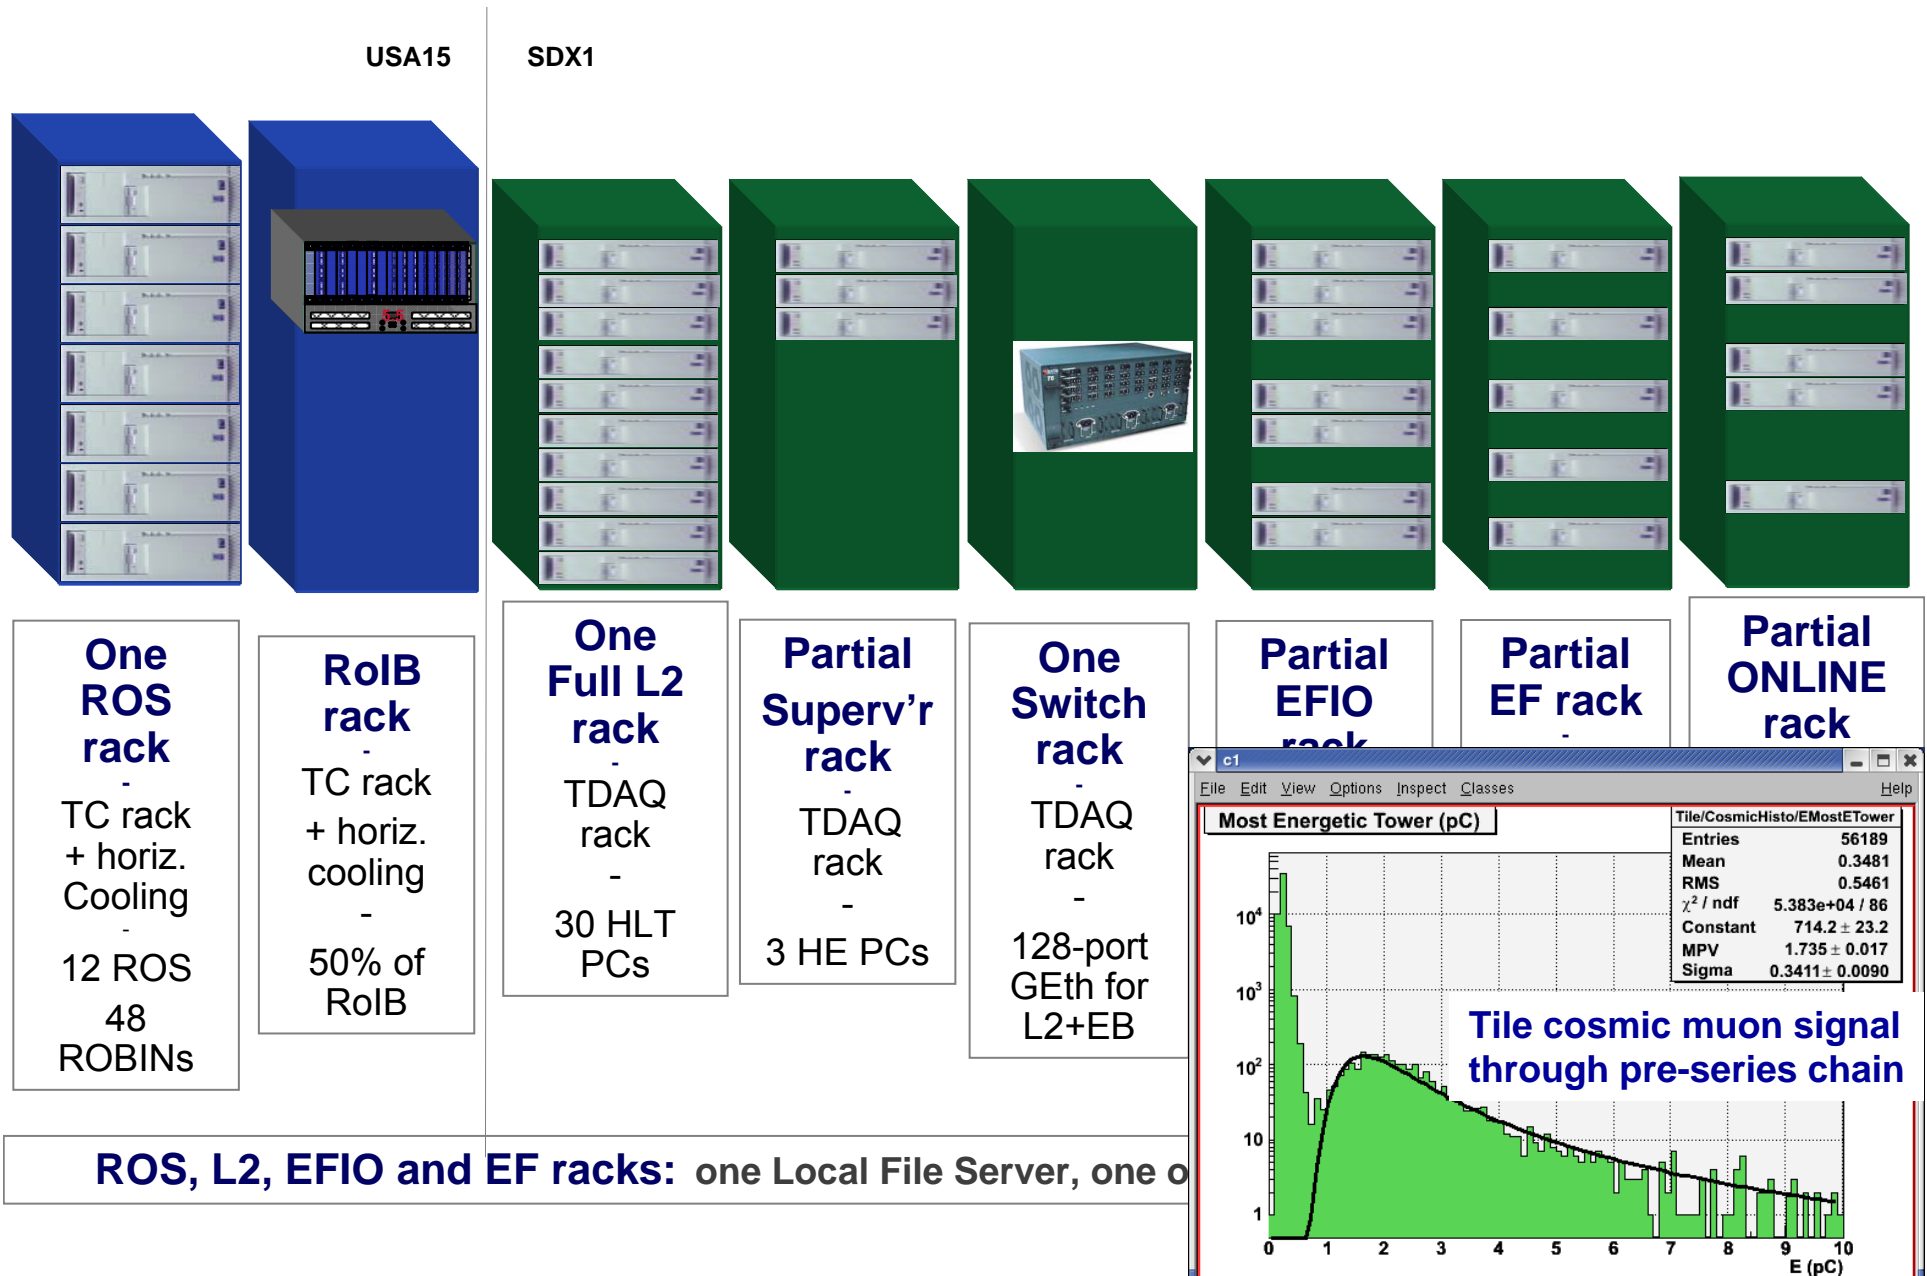 USA15
SDX1
One
ROS
rack
-
TC rack
+ horiz.
Cooling
-
12 ROS
48
ROBINs
RoIB
rack
-
TC rack
+ horiz.
cooling
-
50% of
RoIB
One
Full L2
rack
-
TDAQ
rack
-
30 HLT
PCs
Partial
Superv’r
rack
-
TDAQ
rack
-
3 HE PCs
One
Switch
rack
-
TDAQ
rack
-
128-port
GEth for
L2+EB
Partial
EFIO
rack
Partial
EF rack
-
Partial
ONLINE
rack
c1
File Edit View Options Inspect Classes Help
Most Energetic Tower (pC)
Tile/CosmicHisto/EMostETower
Entries 56189
Mean 0.3481
RMS 0.5461
χ² / ndf 5.383e+04 / 86
Constant 714.2 ± 23.2
MPV 1.735 ± 0.017
Sigma 0.3411 ± 0.0090
Tile cosmic muon signal
through pre-series chain
10⁴
10³
10²
10
1
0 1 2 3 4 5 6 7 8 9 10
E (pC)
ROS, L2, EFIO and EF racks: one Local File Server, one o